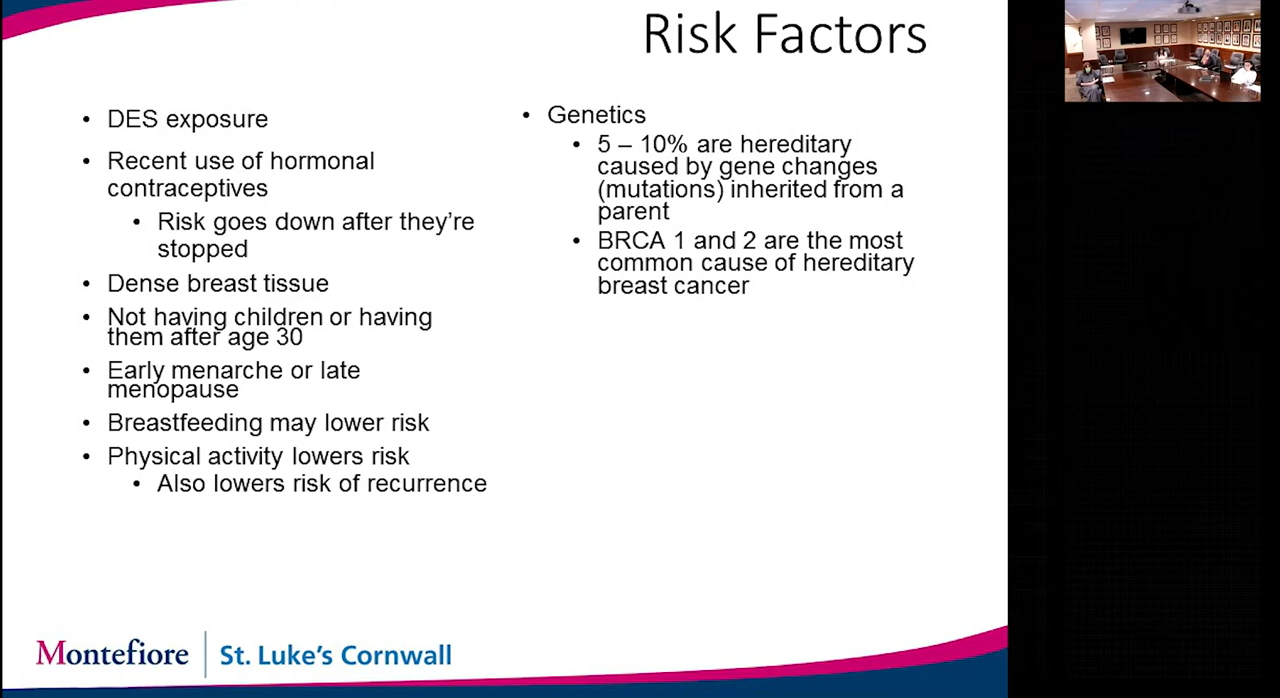 Risk Factors
• DES exposure
• Recent use of hormonal
contraceptives
• Risk goes down after they’re
stopped
• Dense breast tissue
• Not having children or having
them after age 30
• Early menarche or late
menopause
• Breastfeeding may lower risk
• Physical activity lowers risk
• Also lowers risk of recurrence
• Genetics
• 5 – 10% are hereditary
caused by gene changes
(mutations) inherited from a
parent
• BRCA 1 and 2 are the most
common cause of hereditary
breast cancer
Montefiore | St. Luke’s Cornwall